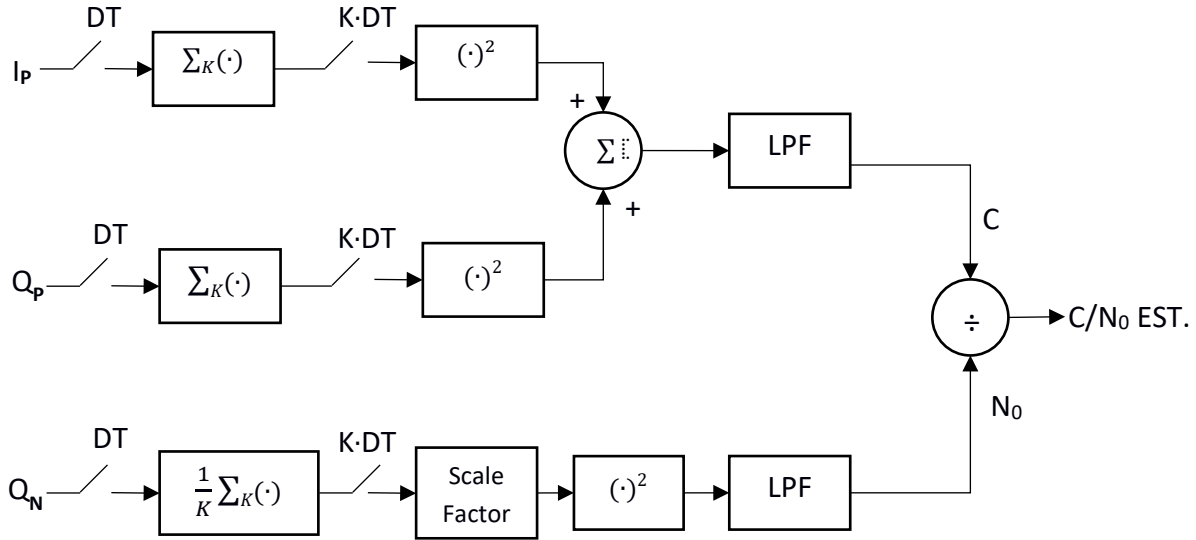 DT
K·DT
I_P
∑_K(·)
(·)²
+
∑
LPF
+
C
DT
K·DT
Q_P
∑_K(·)
(·)²
÷
C/N₀ EST.
N₀
DT
K·DT
Q_N
1/K ∑_K(·)
Scale
Factor
(·)²
LPF